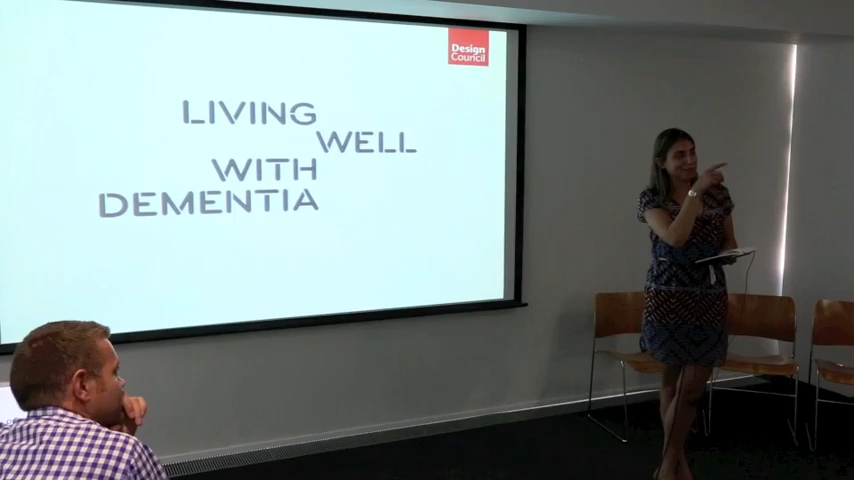 Design
Council
LIVING
WELL
WITH
DEMENTIA